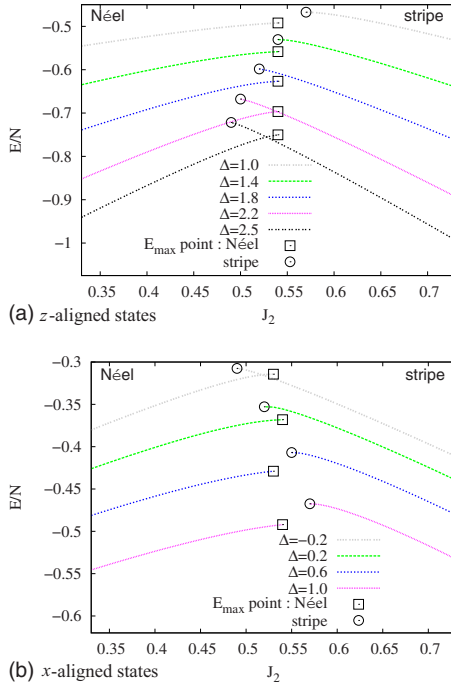 Néel
stripe
-0.5
-0.6
-0.7
-0.8
-0.9
-1
E/N
Δ=1.0
Δ=1.4
Δ=1.8
Δ=2.2
Δ=2.5
E_max point : Néel
stripe
0.35 0.4 0.45 0.5 0.55 0.6 0.65 0.7
(a) z-aligned states
J_2
-0.3
Néel
stripe
-0.35
-0.4
-0.45
-0.5
-0.55
-0.6
E/N
Δ=−0.2
Δ=0.2
Δ=0.6
Δ=1.0
E_max point : Néel
stripe
0.35 0.4 0.45 0.5 0.55 0.6 0.65 0.7
(b) x-aligned states
J_2